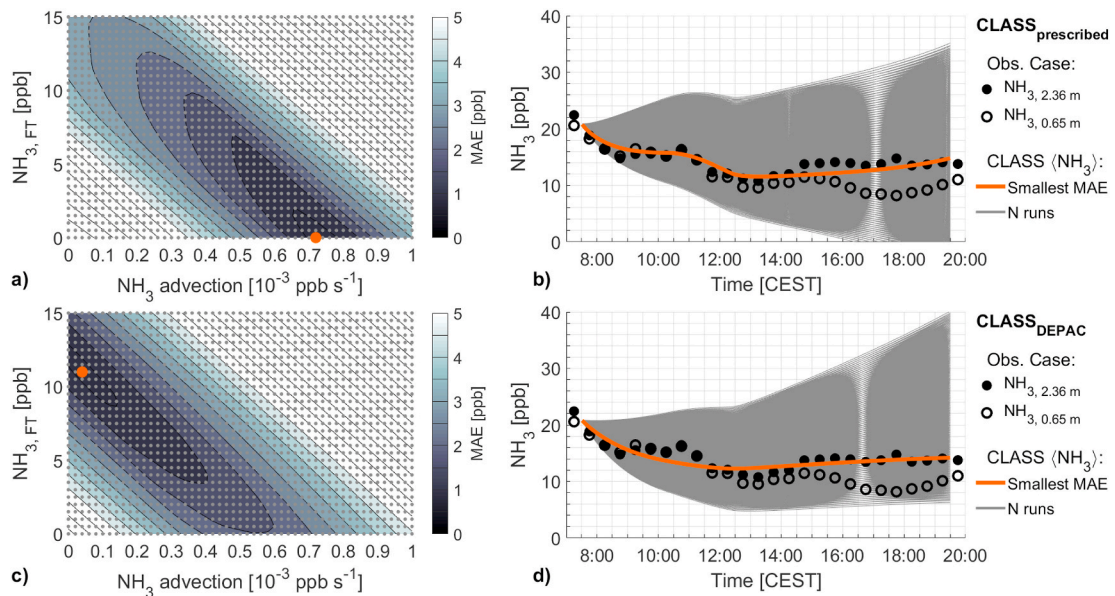 15
10
5
0
NH3, FT [ppb]
0 0.1 0.2 0.3 0.4 0.5 0.6 0.7 0.8 0.9 1
NH3 advection [10-3 ppb s-1]
a)
5
4
3
2
1
0
MAE [ppb]
40
30
20
10
0
NH3 [ppb]
8:00 10:00 12:00 14:00 16:00 18:00 20:00
Time [CEST]
b)
CLASSprescribed
Obs. Case:
NH3, 2.36 m
NH3, 0.65 m
CLASS ⟨NH3⟩:
Smallest MAE
N runs
15
10
5
0
NH3, FT [ppb]
0 0.1 0.2 0.3 0.4 0.5 0.6 0.7 0.8 0.9 1
NH3 advection [10-3 ppb s-1]
c)
5
4
3
2
1
0
MAE [ppb]
40
30
20
10
0
NH3 [ppb]
8:00 10:00 12:00 14:00 16:00 18:00 20:00
Time [CEST]
d)
CLASSDEPAC
Obs. Case:
NH3, 2.36 m
NH3, 0.65 m
CLASS ⟨NH3⟩:
Smallest MAE
N runs